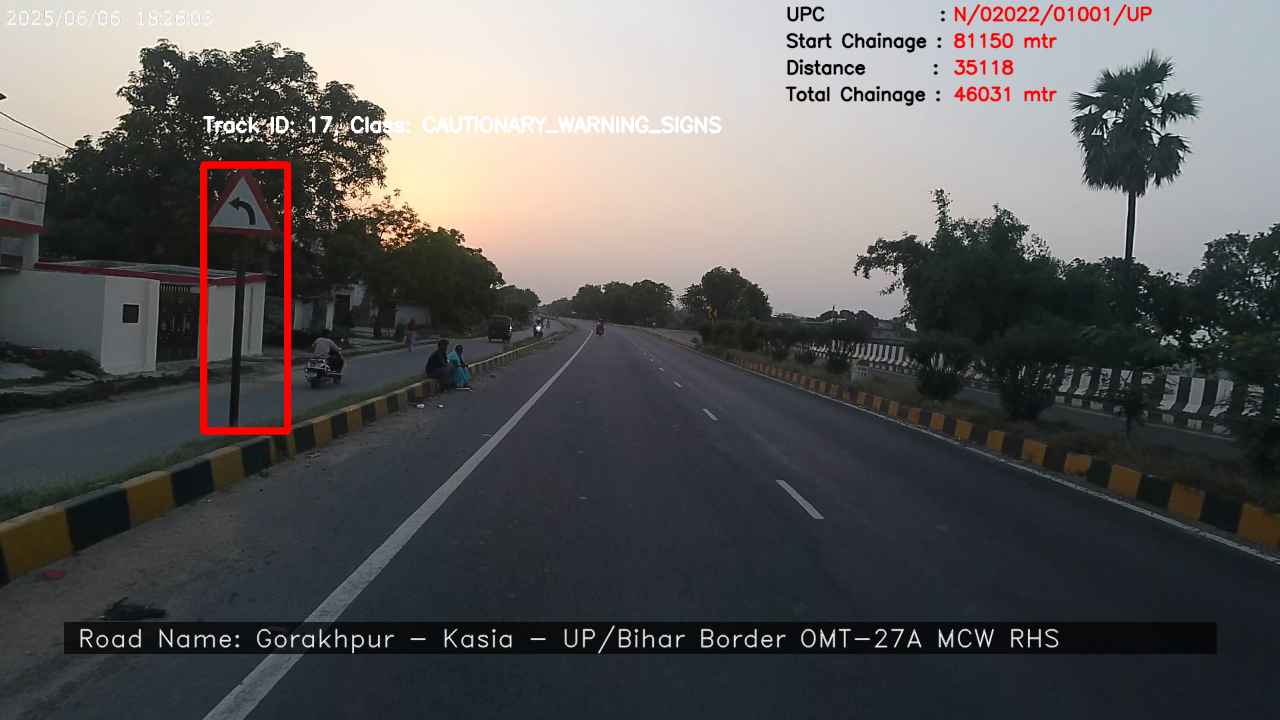 2025/06/06 18:26:03
UPC : N/02022/01001/UP
Start Chainage : 81150 mtr
Distance : 35118
Total Chainage : 46031 mtr
Track ID: 17, Class: CAUTIONARY_WARNING_SIGNS
Road Name: Gorakhpur - Kasia - UP/Bihar Border OMT-27A MCW RHS